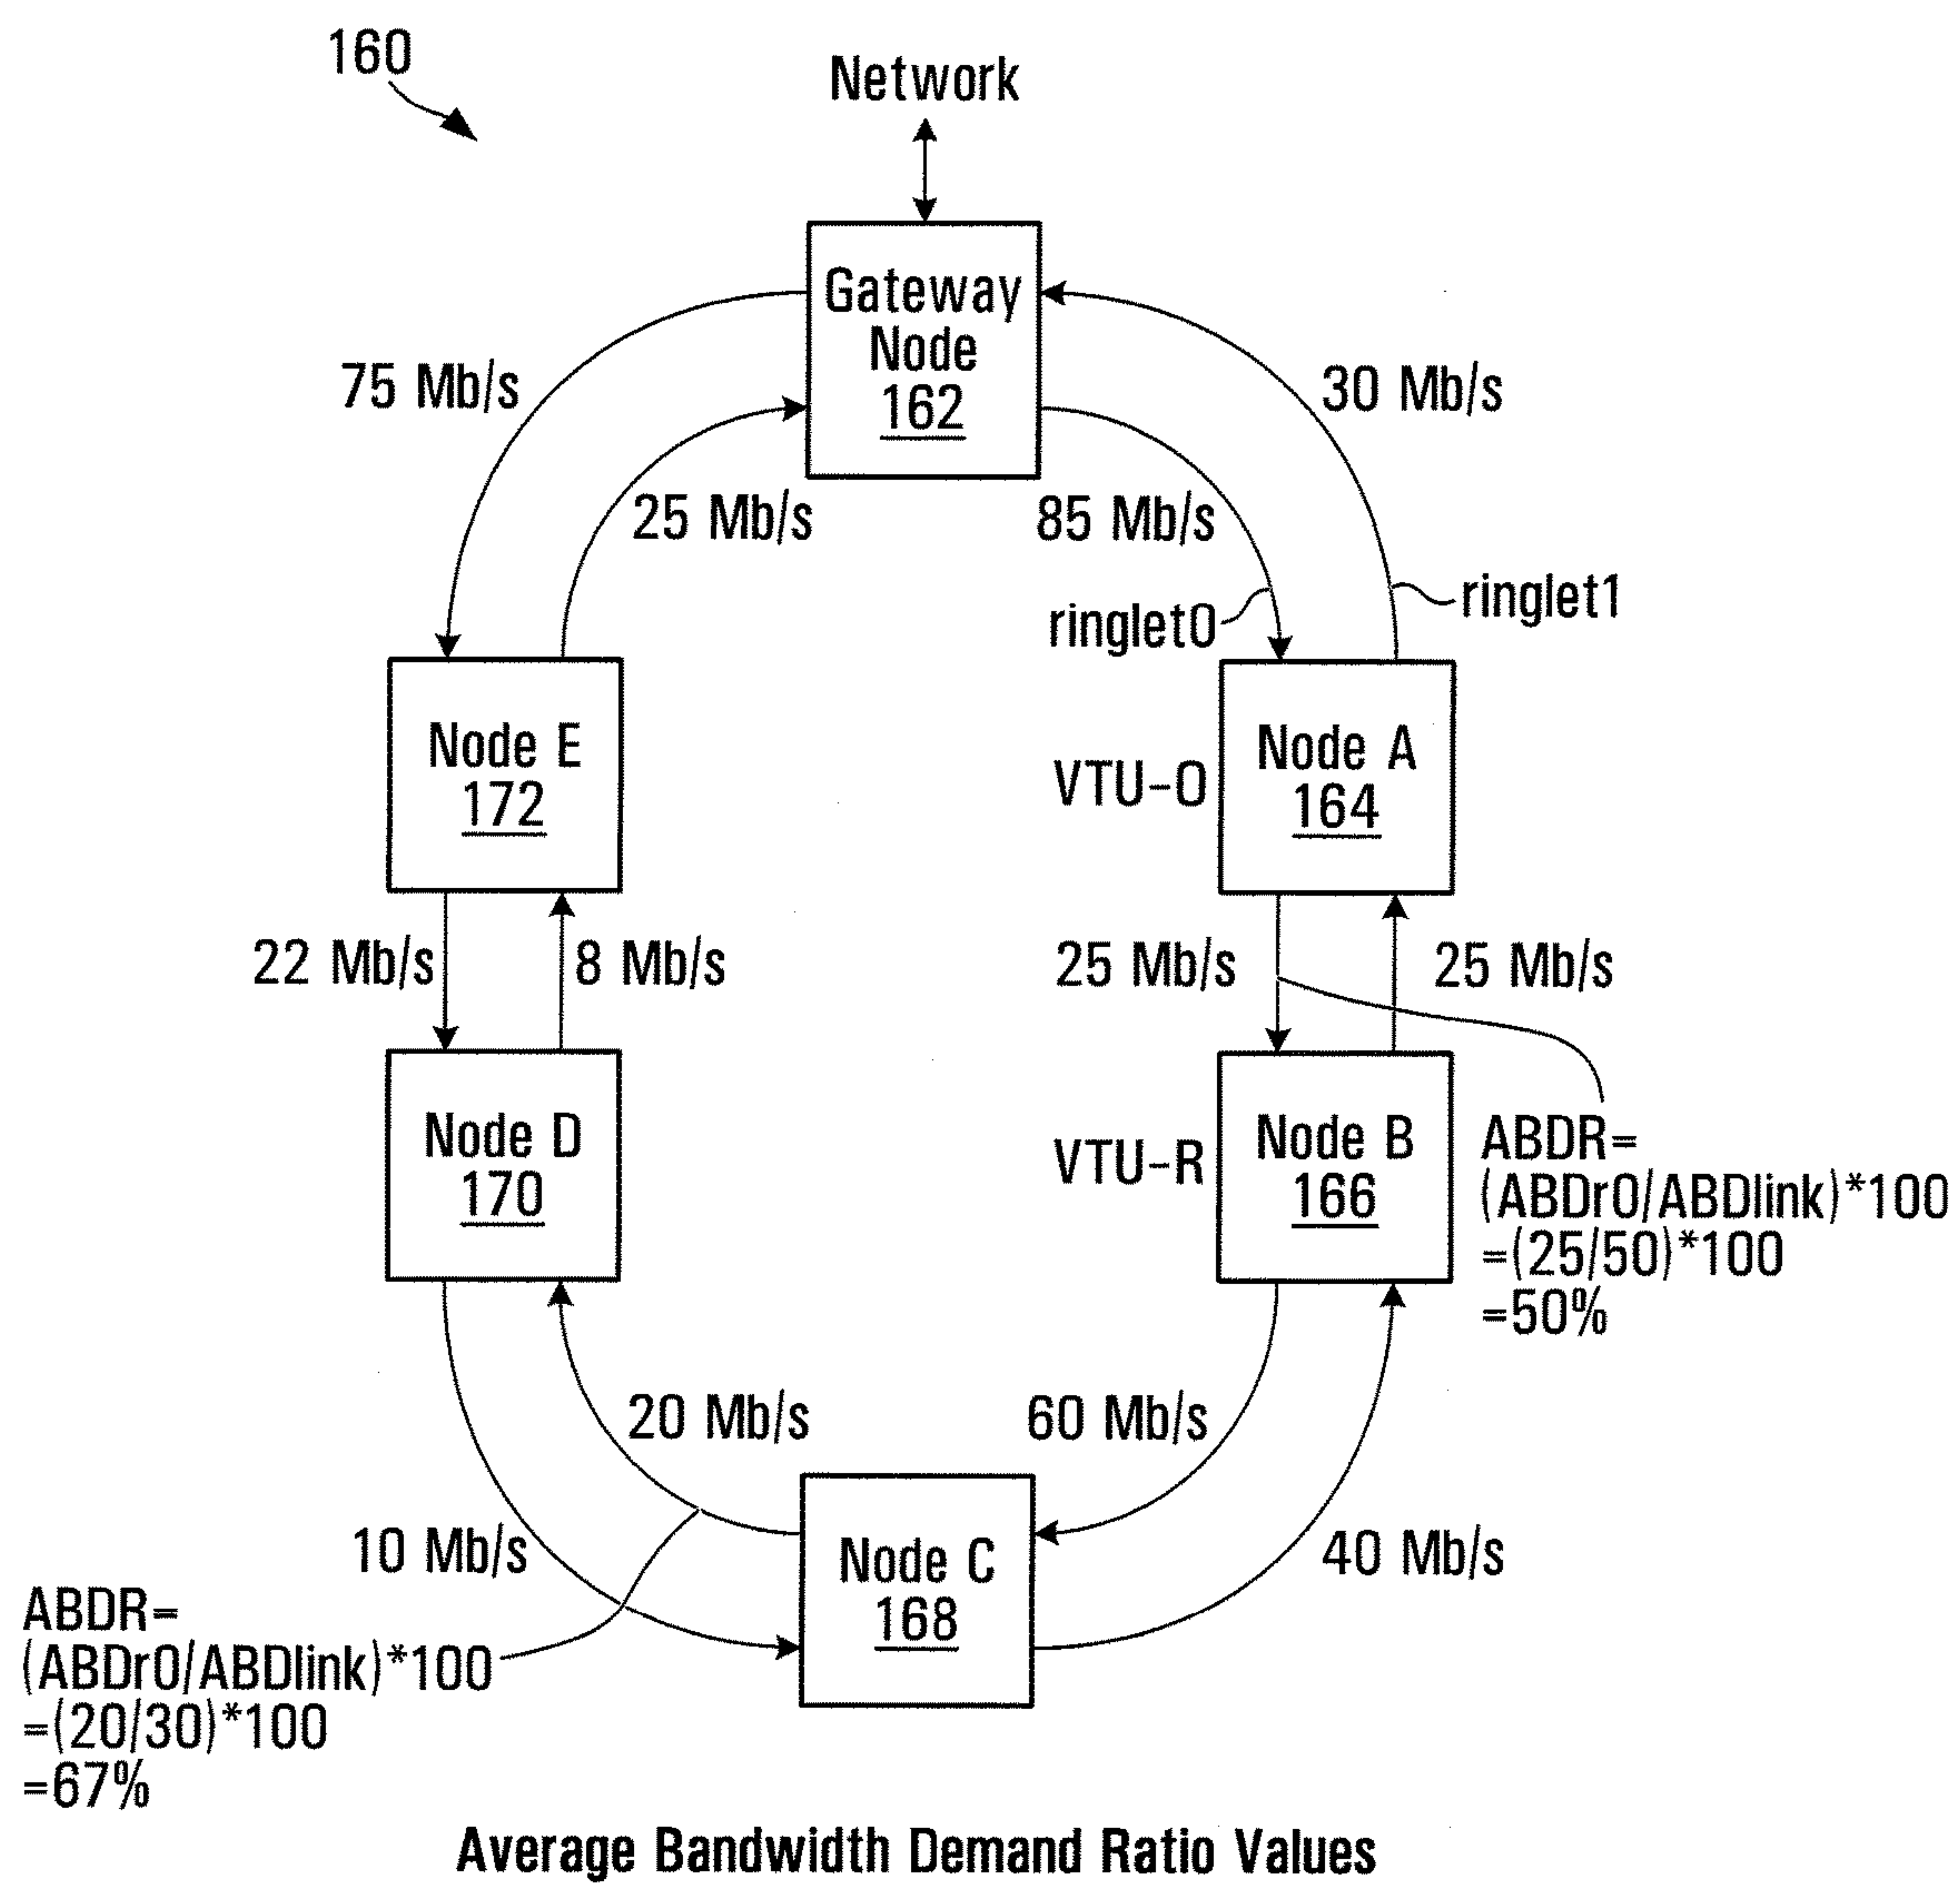 160
Network
Gateway
Node
162
75 Mb/s
30 Mb/s
25 Mb/s
85 Mb/s
ringlet0
ringlet1
Node E
172
VTU-O
Node A
164
22 Mb/s
8 Mb/s
25 Mb/s
25 Mb/s
Node D
170
VTU-R
Node B
166
ABDR=
(ABDr0/ABDlink)*100
=(25/50)*100
=50%
20 Mb/s
60 Mb/s
10 Mb/s
40 Mb/s
Node C
168
ABDR=
(ABDr0/ABDlink)*100
=(20/30)*100
=67%
Average Bandwidth Demand Ratio Values